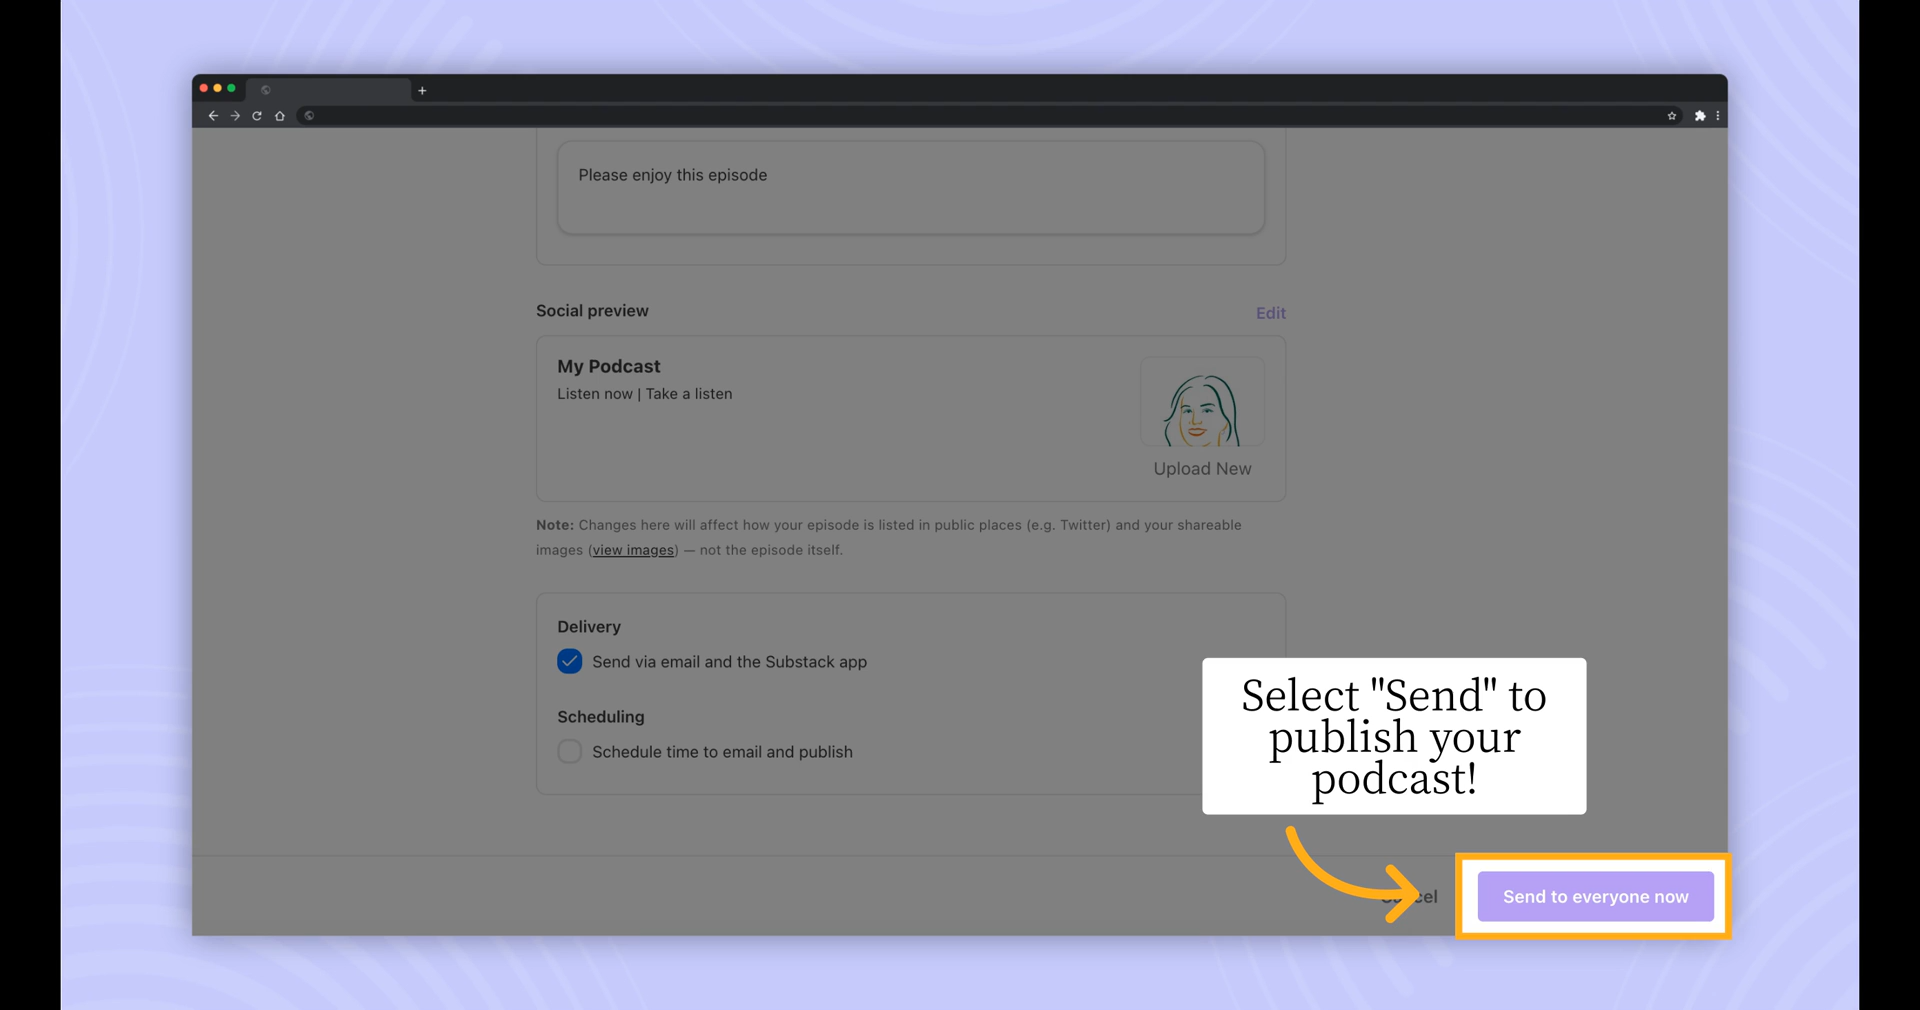 Please enjoy this episode
Social preview
Edit
My Podcast
Listen now | Take a listen
Upload New
Note: Changes here will affect how your episode is listed in public places (e.g. Twitter) and your shareable
images (view images) — not the episode itself.
Delivery
Send via email and the Substack app
Scheduling
Schedule time to email and publish
Select "Send" to
publish your
podcast!
Send to everyone now